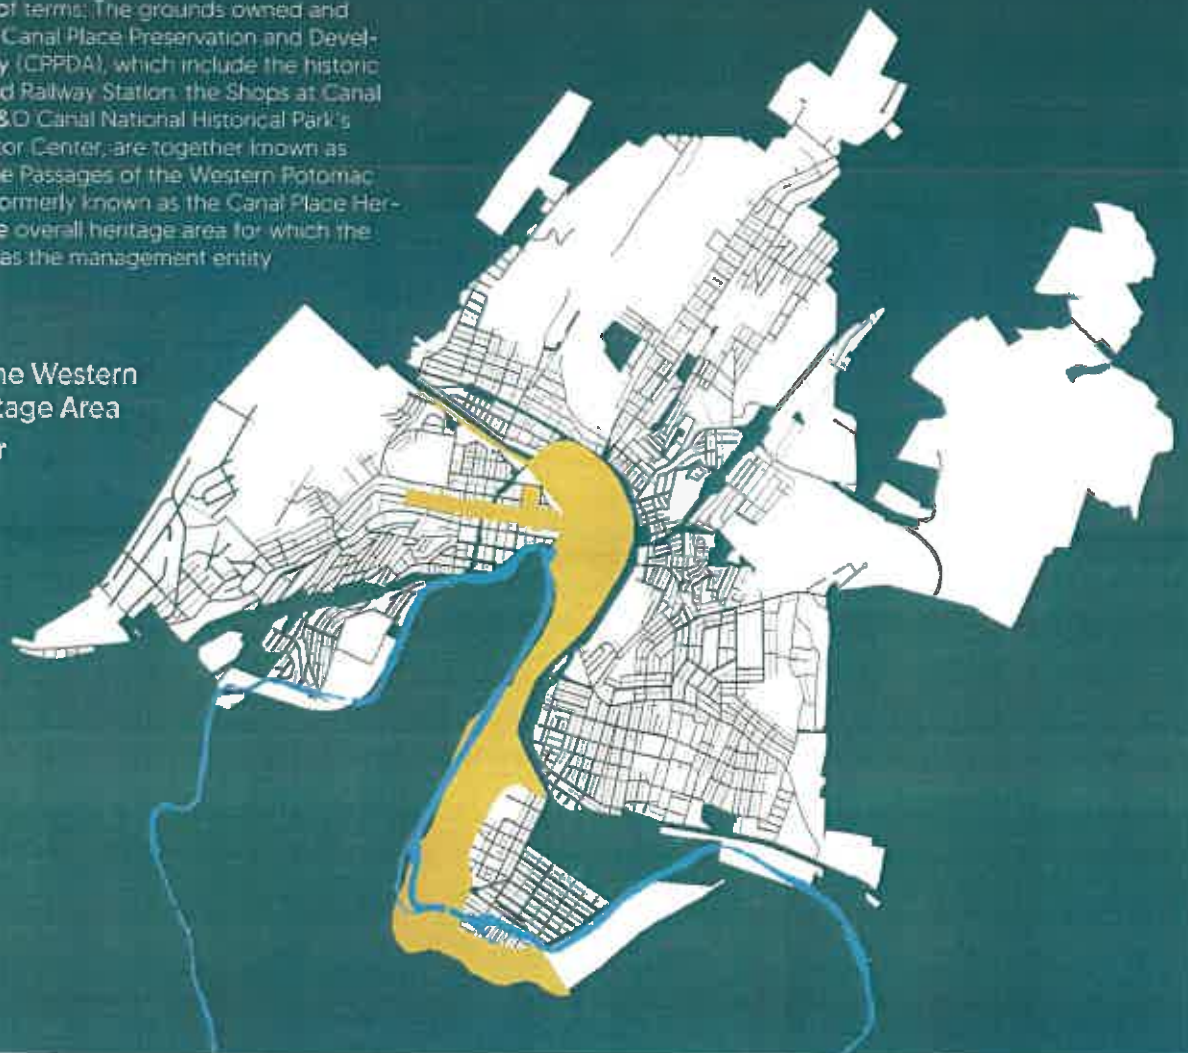 of terms: The grounds owned and
Canal Place Preservation and Devel-
y (CPPDA), which include the historic
d Railway Station, the Shops at Canal
&O Canal National Historical Park's
tor Center, are together known as
e Passages of the Western Potomac
ormerly known as the Canal Place Her-
e overall heritage area for which the
as the management entity
he Western
tage Area
r